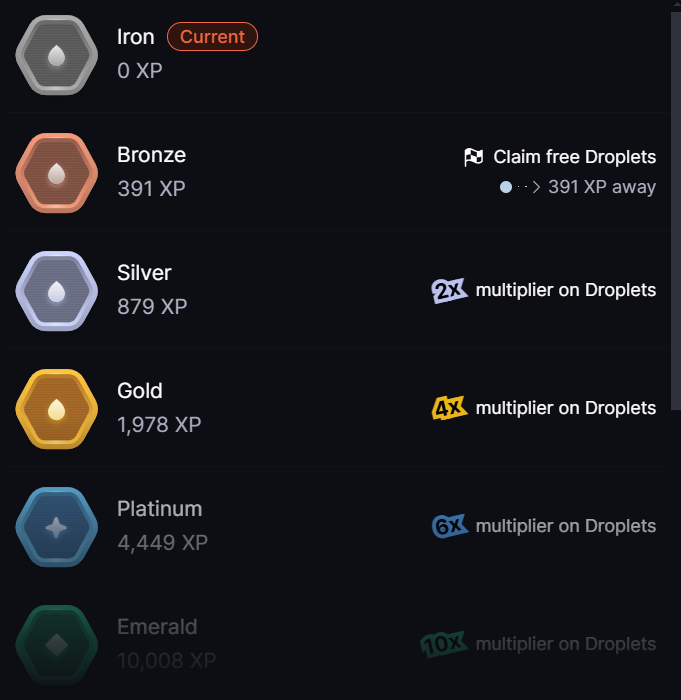 Iron Current
0 XP
Bronze Claim free Droplets
391 XP 391 XP away
Silver
879 XP
2x multiplier on Droplets
Gold
1,978 XP
4x multiplier on Droplets
Platinum
4,449 XP
6x multiplier on Droplets
Emerald
10,008 XP
10x multiplier on Droplets